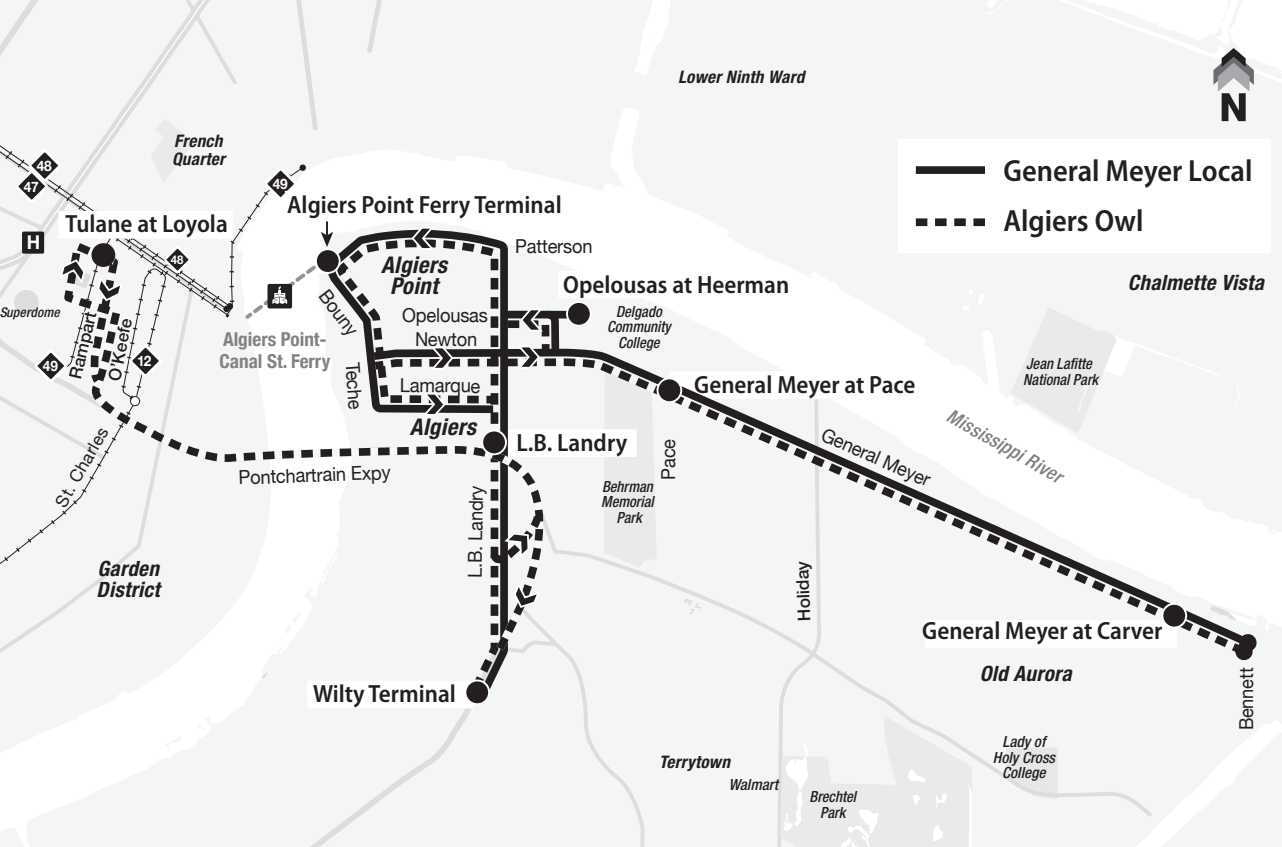 Lower Ninth Ward
N
French
Quarter
General Meyer Local
Algiers Owl
48
47
49
Algiers Point Ferry Terminal
Tulane at Loyola
H
48
Patterson
Algiers
Point
Opelousas at Heerman
Chalmette Vista
Superdome
Bouny
Opelousas
Delgado
Community
College
Algiers Point-
Canal St. Ferry
Newton
Rampart
O'Keefe
49
12
Teche
Lamarque
General Meyer at Pace
Jean Lafitte
National Park
Algiers
L.B. Landry
Mississippi River
General Meyer
Pace
St. Charles
Pontchartrain Expy
Behrman
Memorial
Park
L.B. Landry
Garden
District
Holiday
General Meyer at Carver
Old Aurora
Wilty Terminal
Bennett
Terrytown
Walmart
Brechtel
Park
Lady of
Holy Cross
College